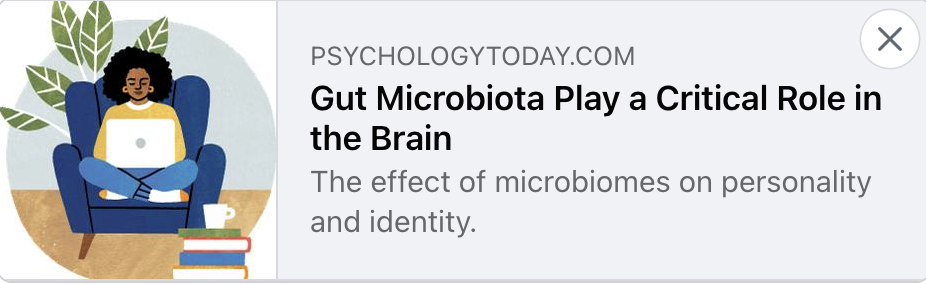 PSYCHOLOGYTODAY.COM
Gut Microbiota Play a Critical Role in
the Brain
The effect of microbiomes on personality
and identity.